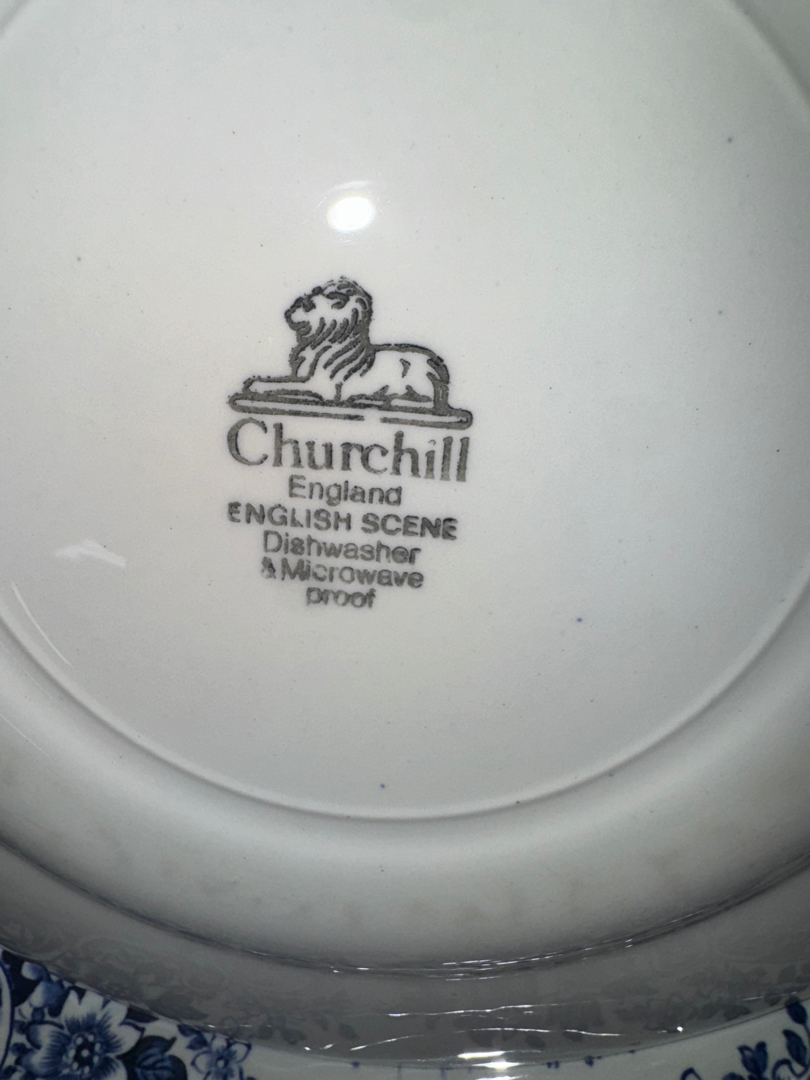 Churchill
England
ENGLISH SCENE
Dishwasher
& Microwave
proof